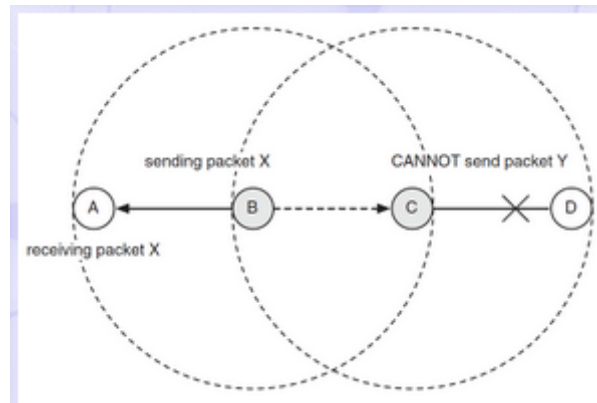 sending packet X
CANNOT send packet Y
A
B
C
D
receiving packet X